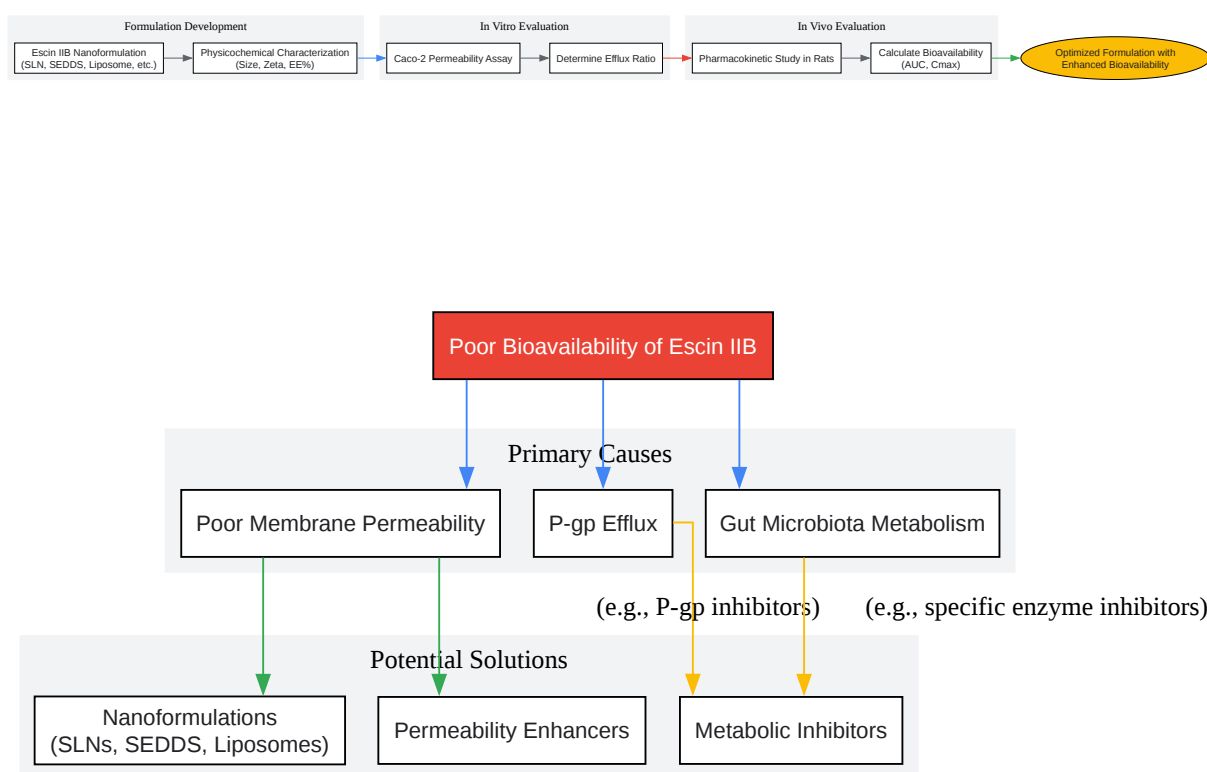 Formulation Development
In Vitro Evaluation
In Vivo Evaluation
Escin IIB Nanoformulation
(SLN, SEDDS, Liposome, etc.)
Physicochemical Characterization
(Size, Zeta, EE%)
Caco-2 Permeability Assay
Determine Efflux Ratio
Pharmacokinetic Study in Rats
Calculate Bioavailability
(AUC, Cmax)
Optimized Formulation with
Enhanced Bioavailability
Poor Bioavailability of Escin IIB
Primary Causes
Poor Membrane Permeability
P-gp Efflux
Gut Microbiota Metabolism
(e.g., P-gp inhibitors)
(e.g., specific enzyme inhibitors)
Potential Solutions
Nanoformulations
(SLNs, SEDDS, Liposomes)
Permeability Enhancers
Metabolic Inhibitors